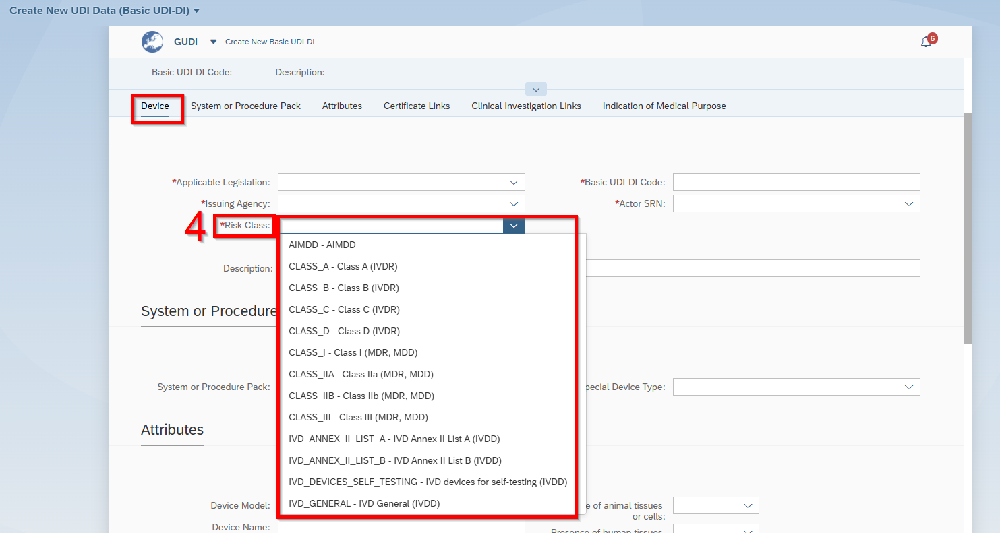 Create New UDI Data (Basic UDI-DI)
GUDI Create New Basic UDI-DI 6
Basic UDI-DI Code: Description:
Device System or Procedure Pack Attributes Certificate Links Clinical Investigation Links Indication of Medical Purpose
*Applicable Legislation: *Basic UDI-DI Code:
*Issuing Agency: *Actor SRN:
4 *Risk Class:
AIMDD - AIMDD
CLASS_A - Class A (IVDR)
Description:
CLASS_B - Class B (IVDR)
System or Procedure
CLASS_C - Class C (IVDR)
CLASS_D - Class D (IVDR)
CLASS_I - Class I (MDR, MDD)
CLASS_IIA - Class IIa (MDR, MDD)
System or Procedure Pack: pecial Device Type:
CLASS_IIB - Class IIb (MDR, MDD)
CLASS_III - Class III (MDR, MDD)
Attributes
IVD_ANNEX_II_LIST_A - IVD Annex II List A (IVDD)
IVD_ANNEX_II_LIST_B - IVD Annex II List B (IVDD)
IVD_DEVICES_SELF_TESTING - IVD devices for self-testing (IVDD)
IVD_GENERAL - IVD General (IVDD)
Device Model: e of animal tissues
or cells:
Device Name: Presence of human tissues